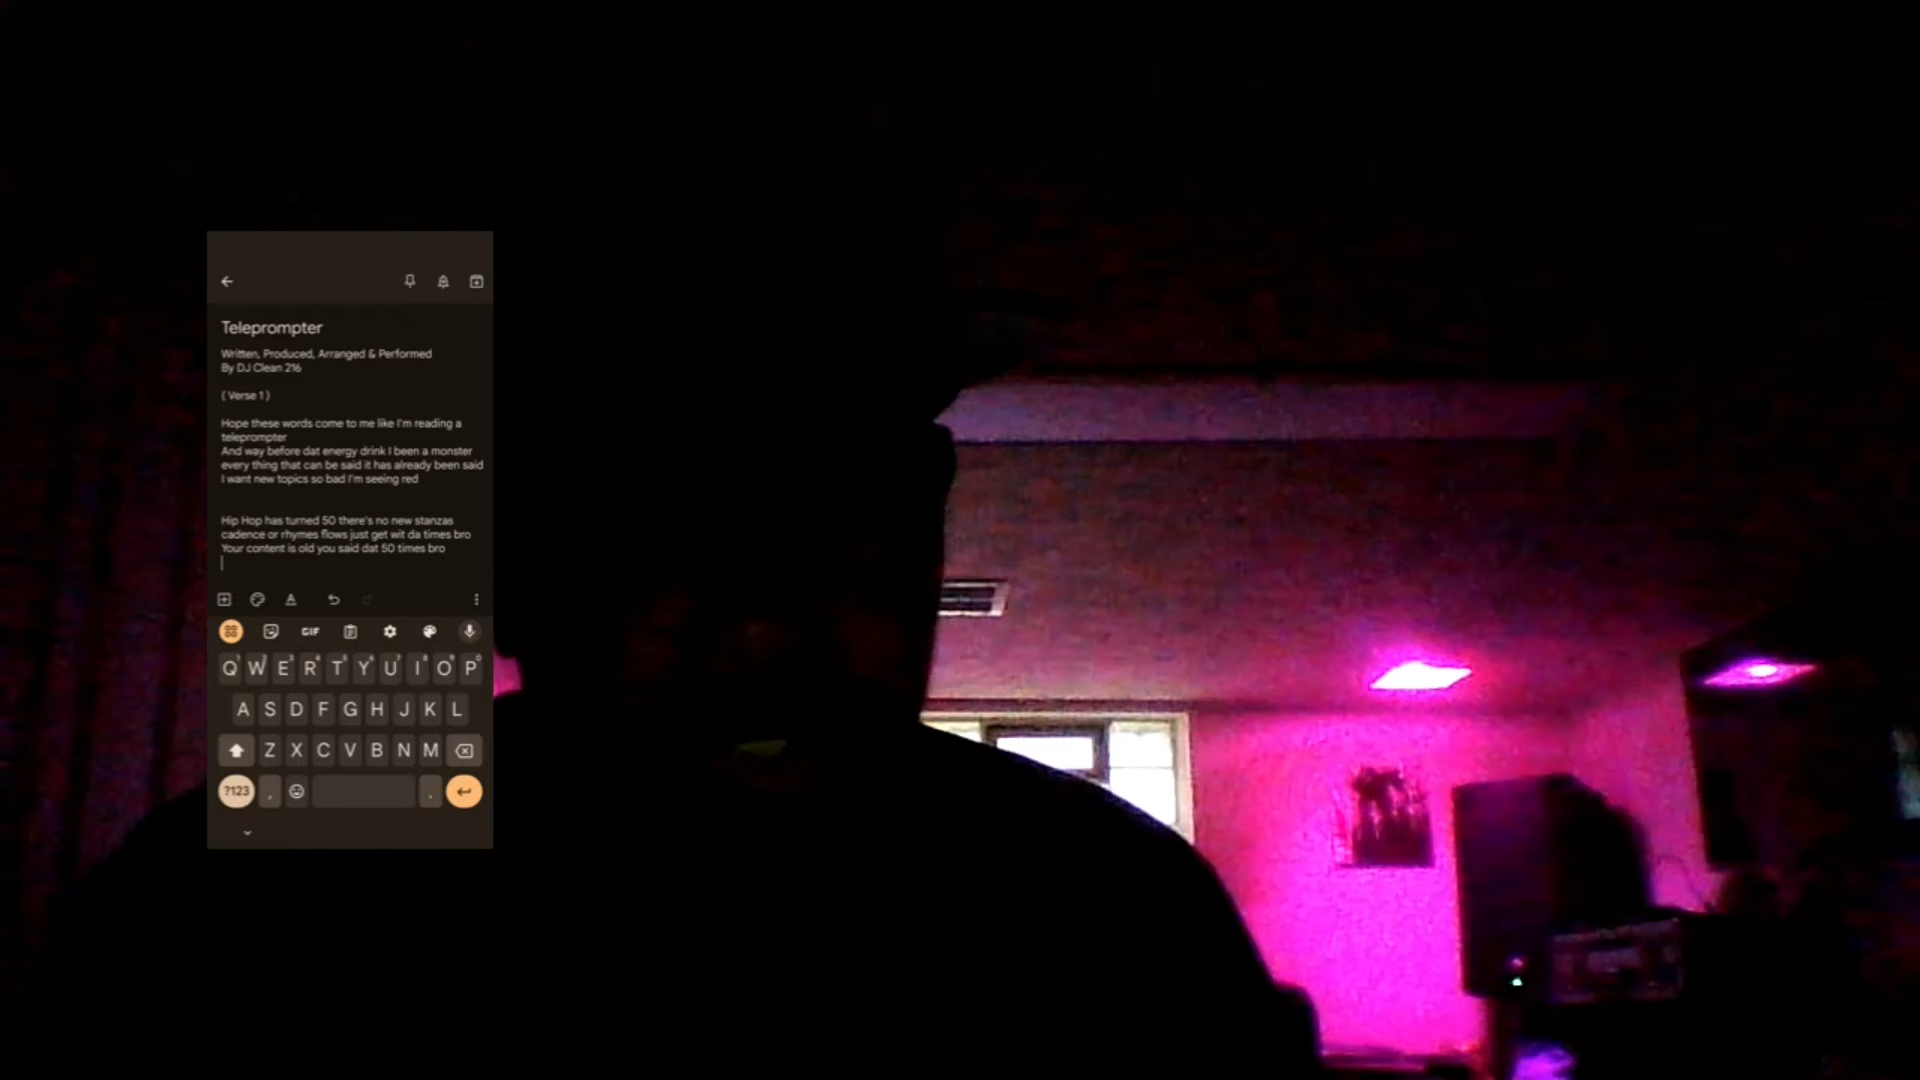 Teleprompter
Written, Produced, Arranged & Performed
By DJ Clean 216
( Verse 1 )
Hope these words come to me like I'm reading a
teleprompter
And way before dat energy drink I been a monster
every thing that can be said it has already been said
I want new topics so bad I'm seeing red
Hip Hop has turned 50 there's no new stanzas
cadence or rhymes flows just get wit da times bro
Your content is old you said dat 50 times bro
GIF
Q W E R T Y U I O P
A S D F G H J K L
Z X C V B N M
?123 , .